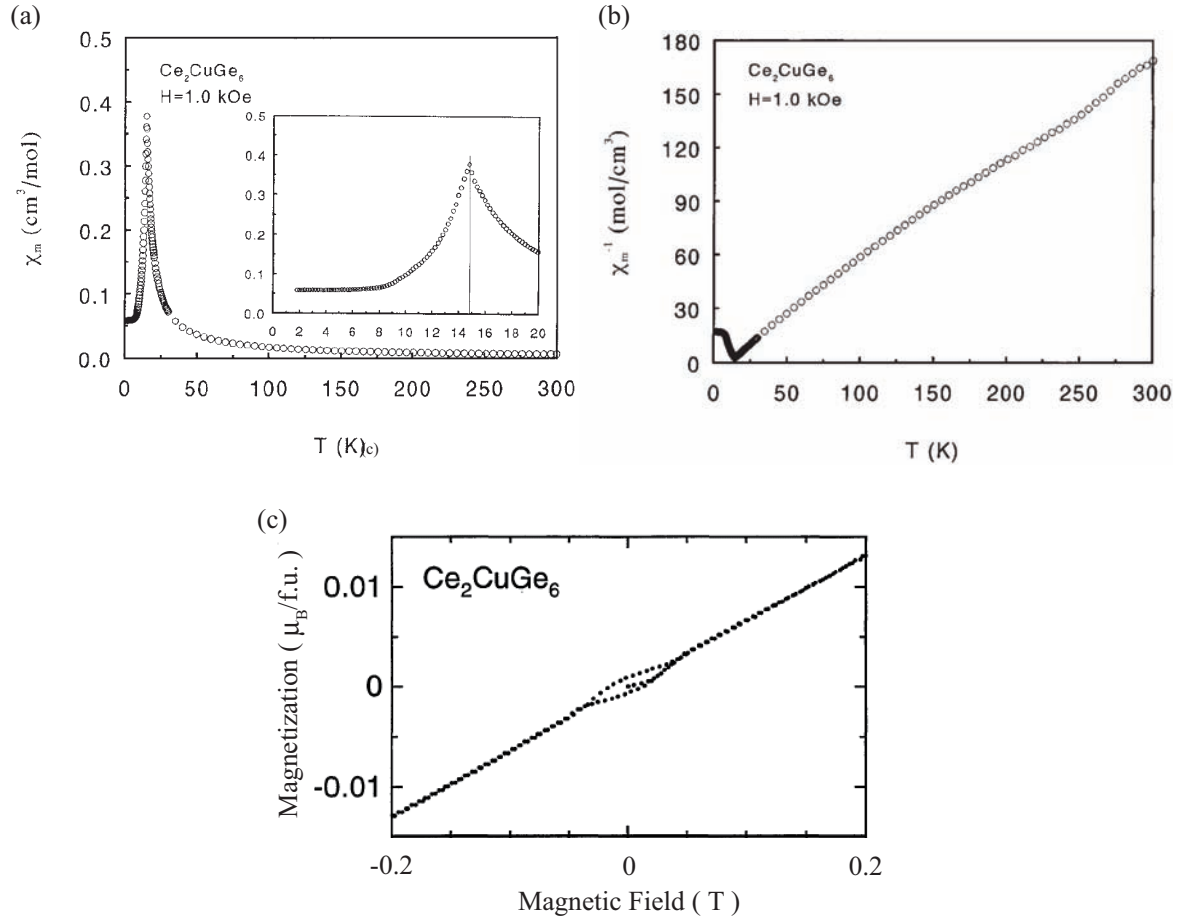 (a)
0.5
0.4
0.3
0.2
0.1
0.0
χm (cm³/mol)
Ce₂CuGe₆
H=1.0 kOe
0.5
0.4
0.3
0.2
0.1
0.0
0 2 4 6 8 10 12 14 16 18 20
0 50 100 150 200 250 300
T (K)(c)
(b)
180
150
120
90
60
30
0
χm⁻¹ (mol/cm³)
Ce₂CuGe₆
H=1.0 kOe
0 50 100 150 200 250 300
T (K)
(c)
Magnetization ( μB/f.u. )
Ce₂CuGe₆
0.01
0
-0.01
-0.2 0 0.2
Magnetic Field ( T )